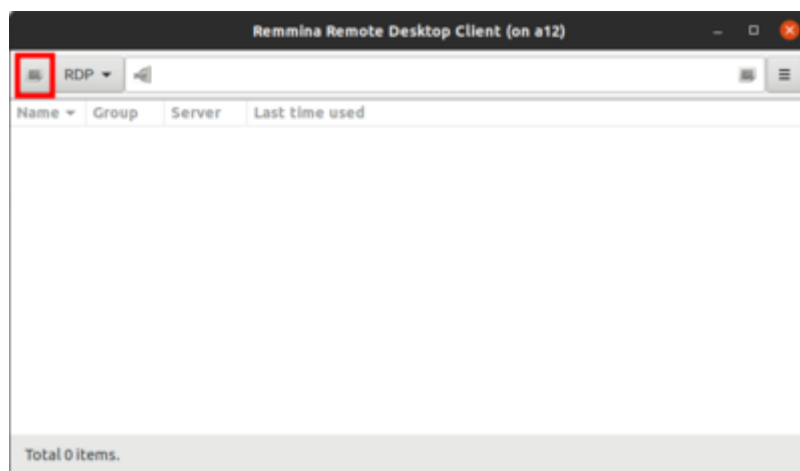 Remmina Remote Desktop Client (on a12)
RDP
Name Group Server Last time used
Total 0 items.